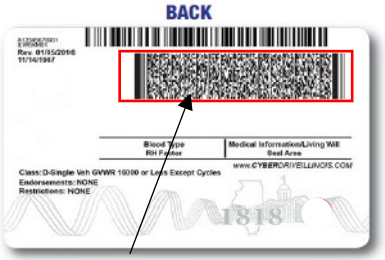 BACK
Rev. 01/15/2016
11/14/1987
Blood Type
RH Factor
Medical Information/Living Will
Seal Area
www.CYBERDRIVEILLINOIS.COM
Class:D-Single Veh GVWR 16000 or Less Except Cycles
Endorsements: NONE
Restrictions: NONE
1818